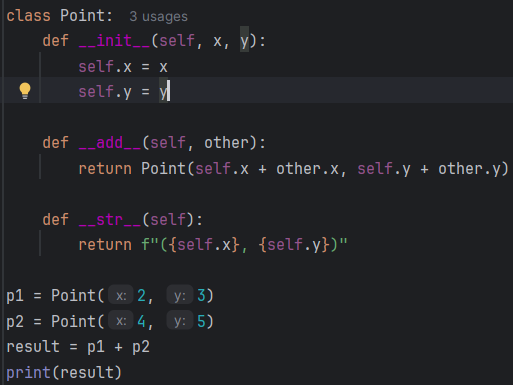 class Point:  3 usages
    def __init__(self, x, y):
        self.x = x
        self.y = y

    def __add__(self, other):
        return Point(self.x + other.x, self.y + other.y)

    def __str__(self):
        return f"({self.x}, {self.y})"

p1 = Point( x: 2,  y: 3)
p2 = Point( x: 4,  y: 5)
result = p1 + p2
print(result)